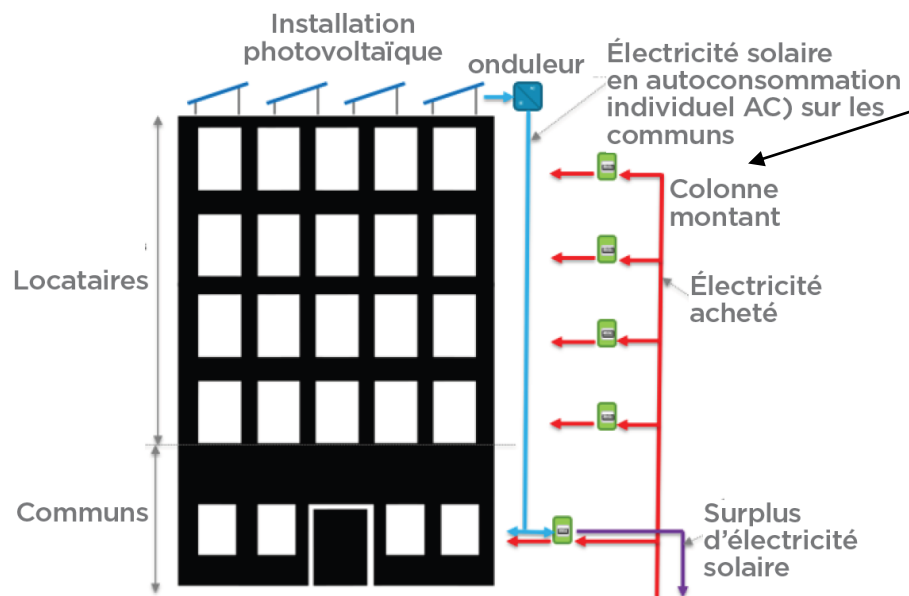 Installation
photovoltaïque
onduleur
Électricité solaire
en autoconsommation
individuel AC) sur les
communs
Colonne
montant
Locataires
Électricité
acheté
Communs
Surplus
d'électricité
solaire